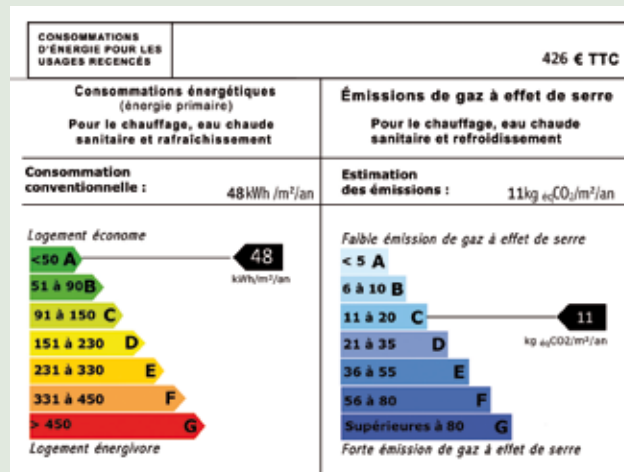 CONSOMMATIONS
D'ÉNERGIE POUR LES
USAGES RECENCÉS
426 € TTC
Consommations énergétiques
(énergie primaire)
Pour le chauffage, eau chaude
sanitaire et rafraîchissement
Émissions de gaz à effet de serre
Pour le chauffage, eau chaude
sanitaire et refroidissement
Consommation
conventionnelle :
48kWh /m²/an
Estimation
des émissions :
11kg éqCO₂/m²/an
Logement économe
<50 A
48
kWh/m²/an
51 à 90 B
91 à 150 C
151 à 230 D
231 à 330 E
331 à 450 F
> 450 G
Logement énergivore
Faible émission de gaz à effet de serre
< 5 A
6 à 10 B
11 à 20 C
11
kg éqCO2/m²/an
21 à 35 D
36 à 55 E
56 à 80 F
Supérieures à 80 G
Forte émission de gaz à effet de serre